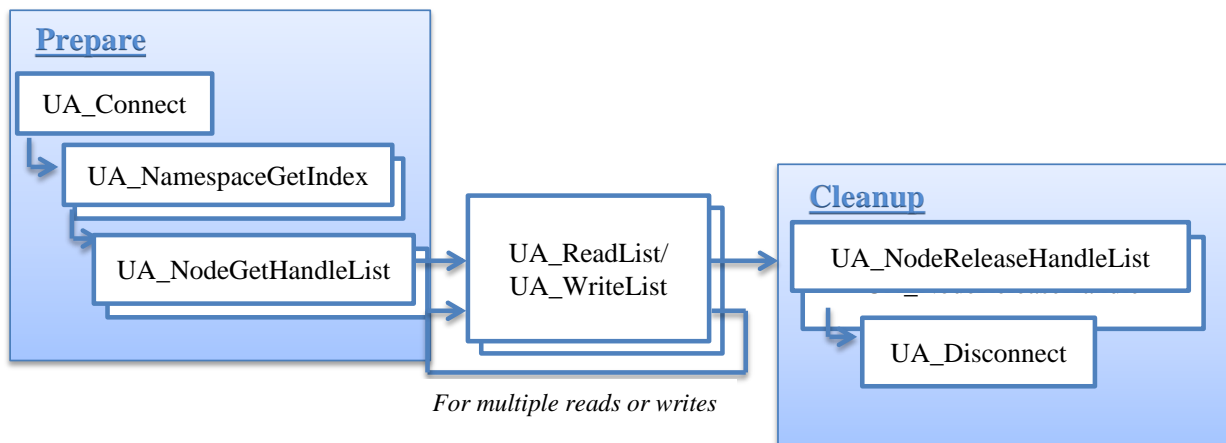 Prepare
UA_Connect
UA_NamespaceGetIndex
UA_NodeGetHandleList
UA_ReadList/
UA_WriteList
For multiple reads or writes
Cleanup
UA_NodeReleaseHandleList
UA_Disconnect